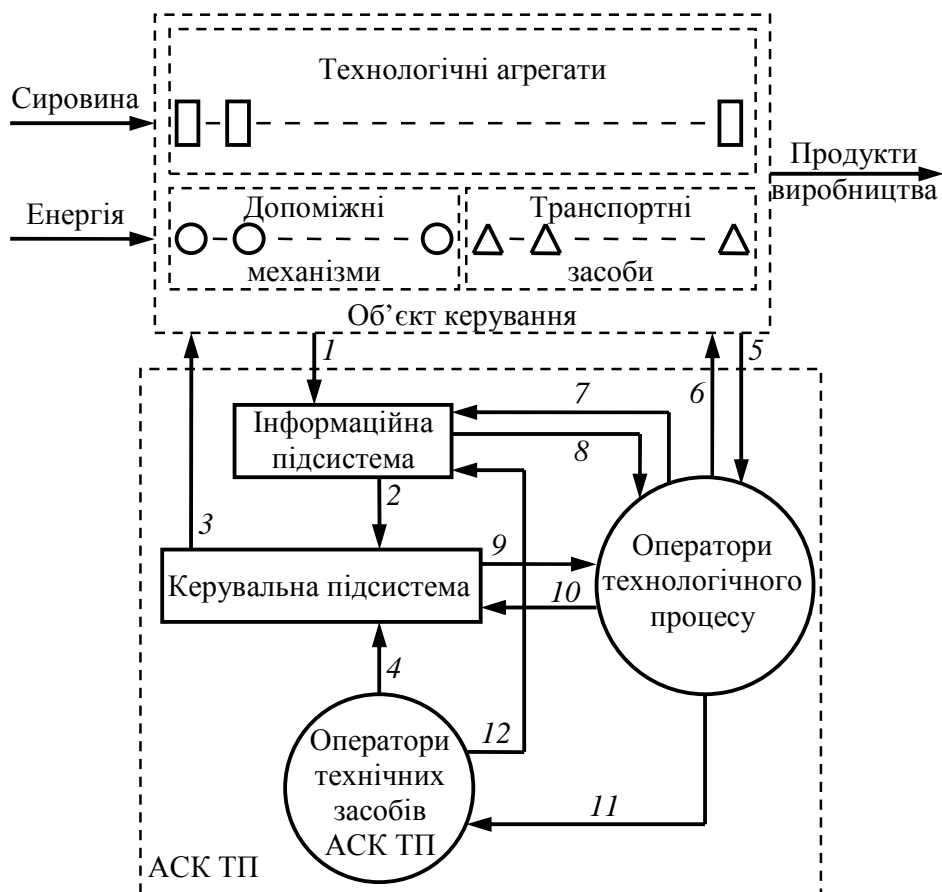 Технологічні агрегати
Сировина
Продукти
виробництва
Енергія
Допоміжні
механізми
Транспортні
засоби
Об’єкт керування
1
5
6
7
8
Інформаційна
підсистема
2
3
9
10
Керувальна підсистема
Оператори
технологічного
процесу
4
12
Оператори
технічних
засобів
АСК ТП
11
АСК ТП